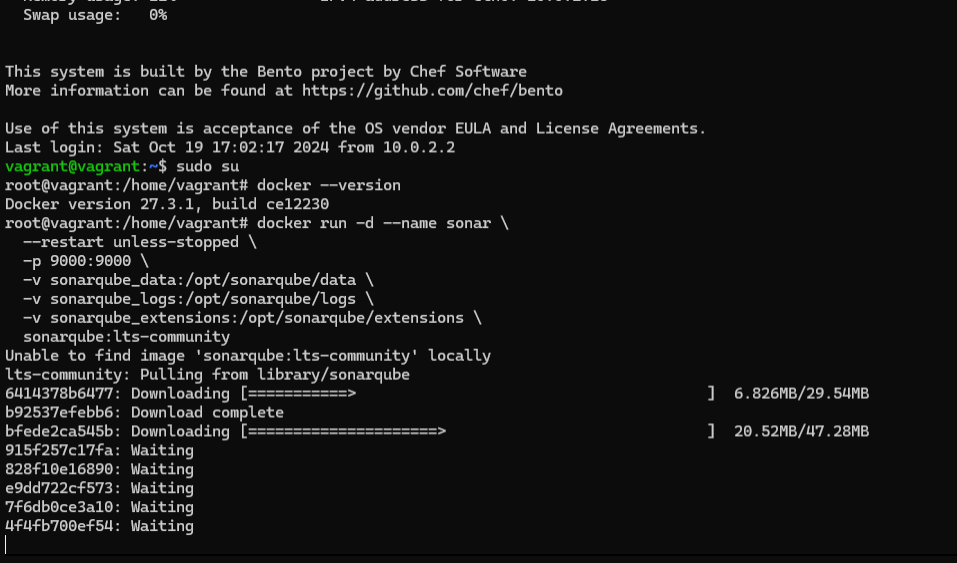 Swap usage:   0%
This system is built by the Bento project by Chef Software
More information can be found at https://github.com/chef/bento
Use of this system is acceptance of the OS vendor EULA and License Agreements.
Last login: Sat Oct 19 17:02:17 2024 from 10.0.2.2
vagrant@vagrant:~$ sudo su
root@vagrant:/home/vagrant# docker --version
Docker version 27.3.1, build ce12230
root@vagrant:/home/vagrant# docker run -d --name sonar \
  --restart unless-stopped \
  -p 9000:9000 \
  -v sonarqube_data:/opt/sonarqube/data \
  -v sonarqube_logs:/opt/sonarqube/logs \
  -v sonarqube_extensions:/opt/sonarqube/extensions \
  sonarqube:lts-community
Unable to find image 'sonarqube:lts-community' locally
lts-community: Pulling from library/sonarqube
6414378b6477: Downloading [===========>                                       ]  6.826MB/29.54MB
b92537efebb6: Download complete
bfede2ca545b: Downloading [=====================>                             ]  20.52MB/47.28MB
915f257c17fa: Waiting
828f10e16890: Waiting
e9dd722cf573: Waiting
7f6db0ce3a10: Waiting
4f4fb700ef54: Waiting